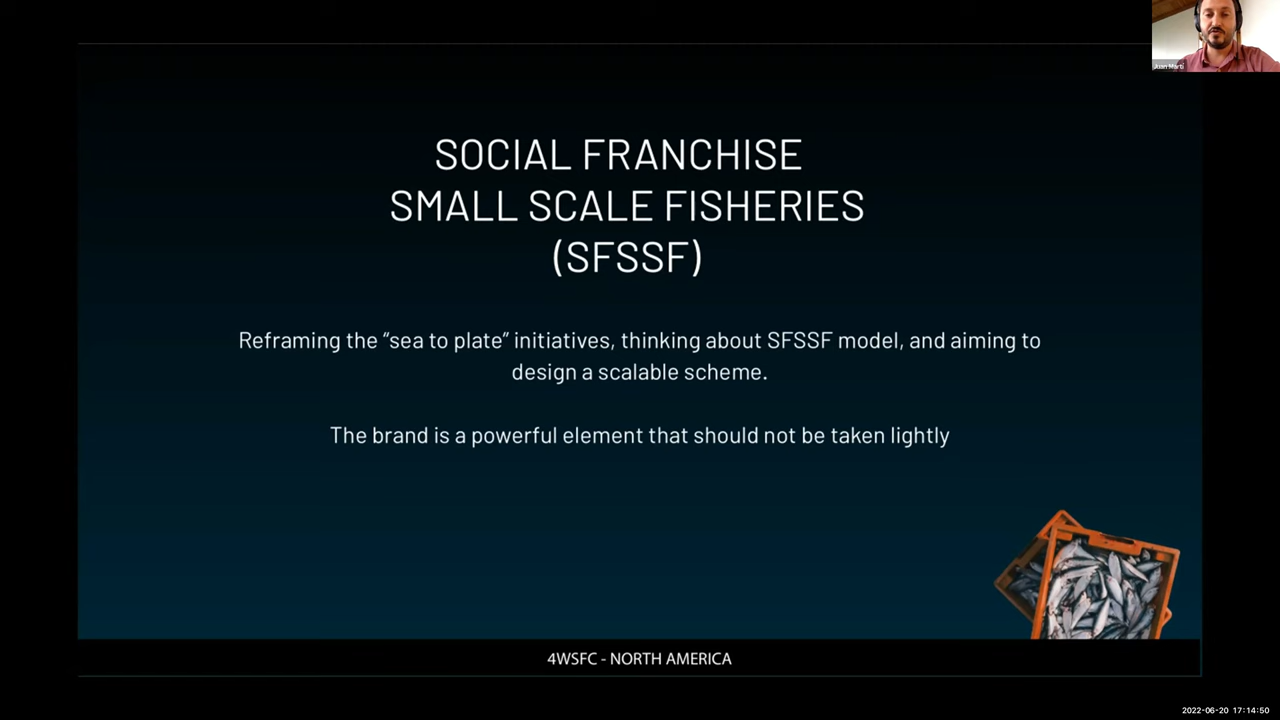 Juan Martí
SOCIAL FRANCHISE
SMALL SCALE FISHERIES
(SFSSF)
Reframing the “sea to plate” initiatives, thinking about SFSSF model, and aiming to
design a scalable scheme.
The brand is a powerful element that should not be taken lightly
4WSFC - NORTH AMERICA
2022-06-20 17:14:50